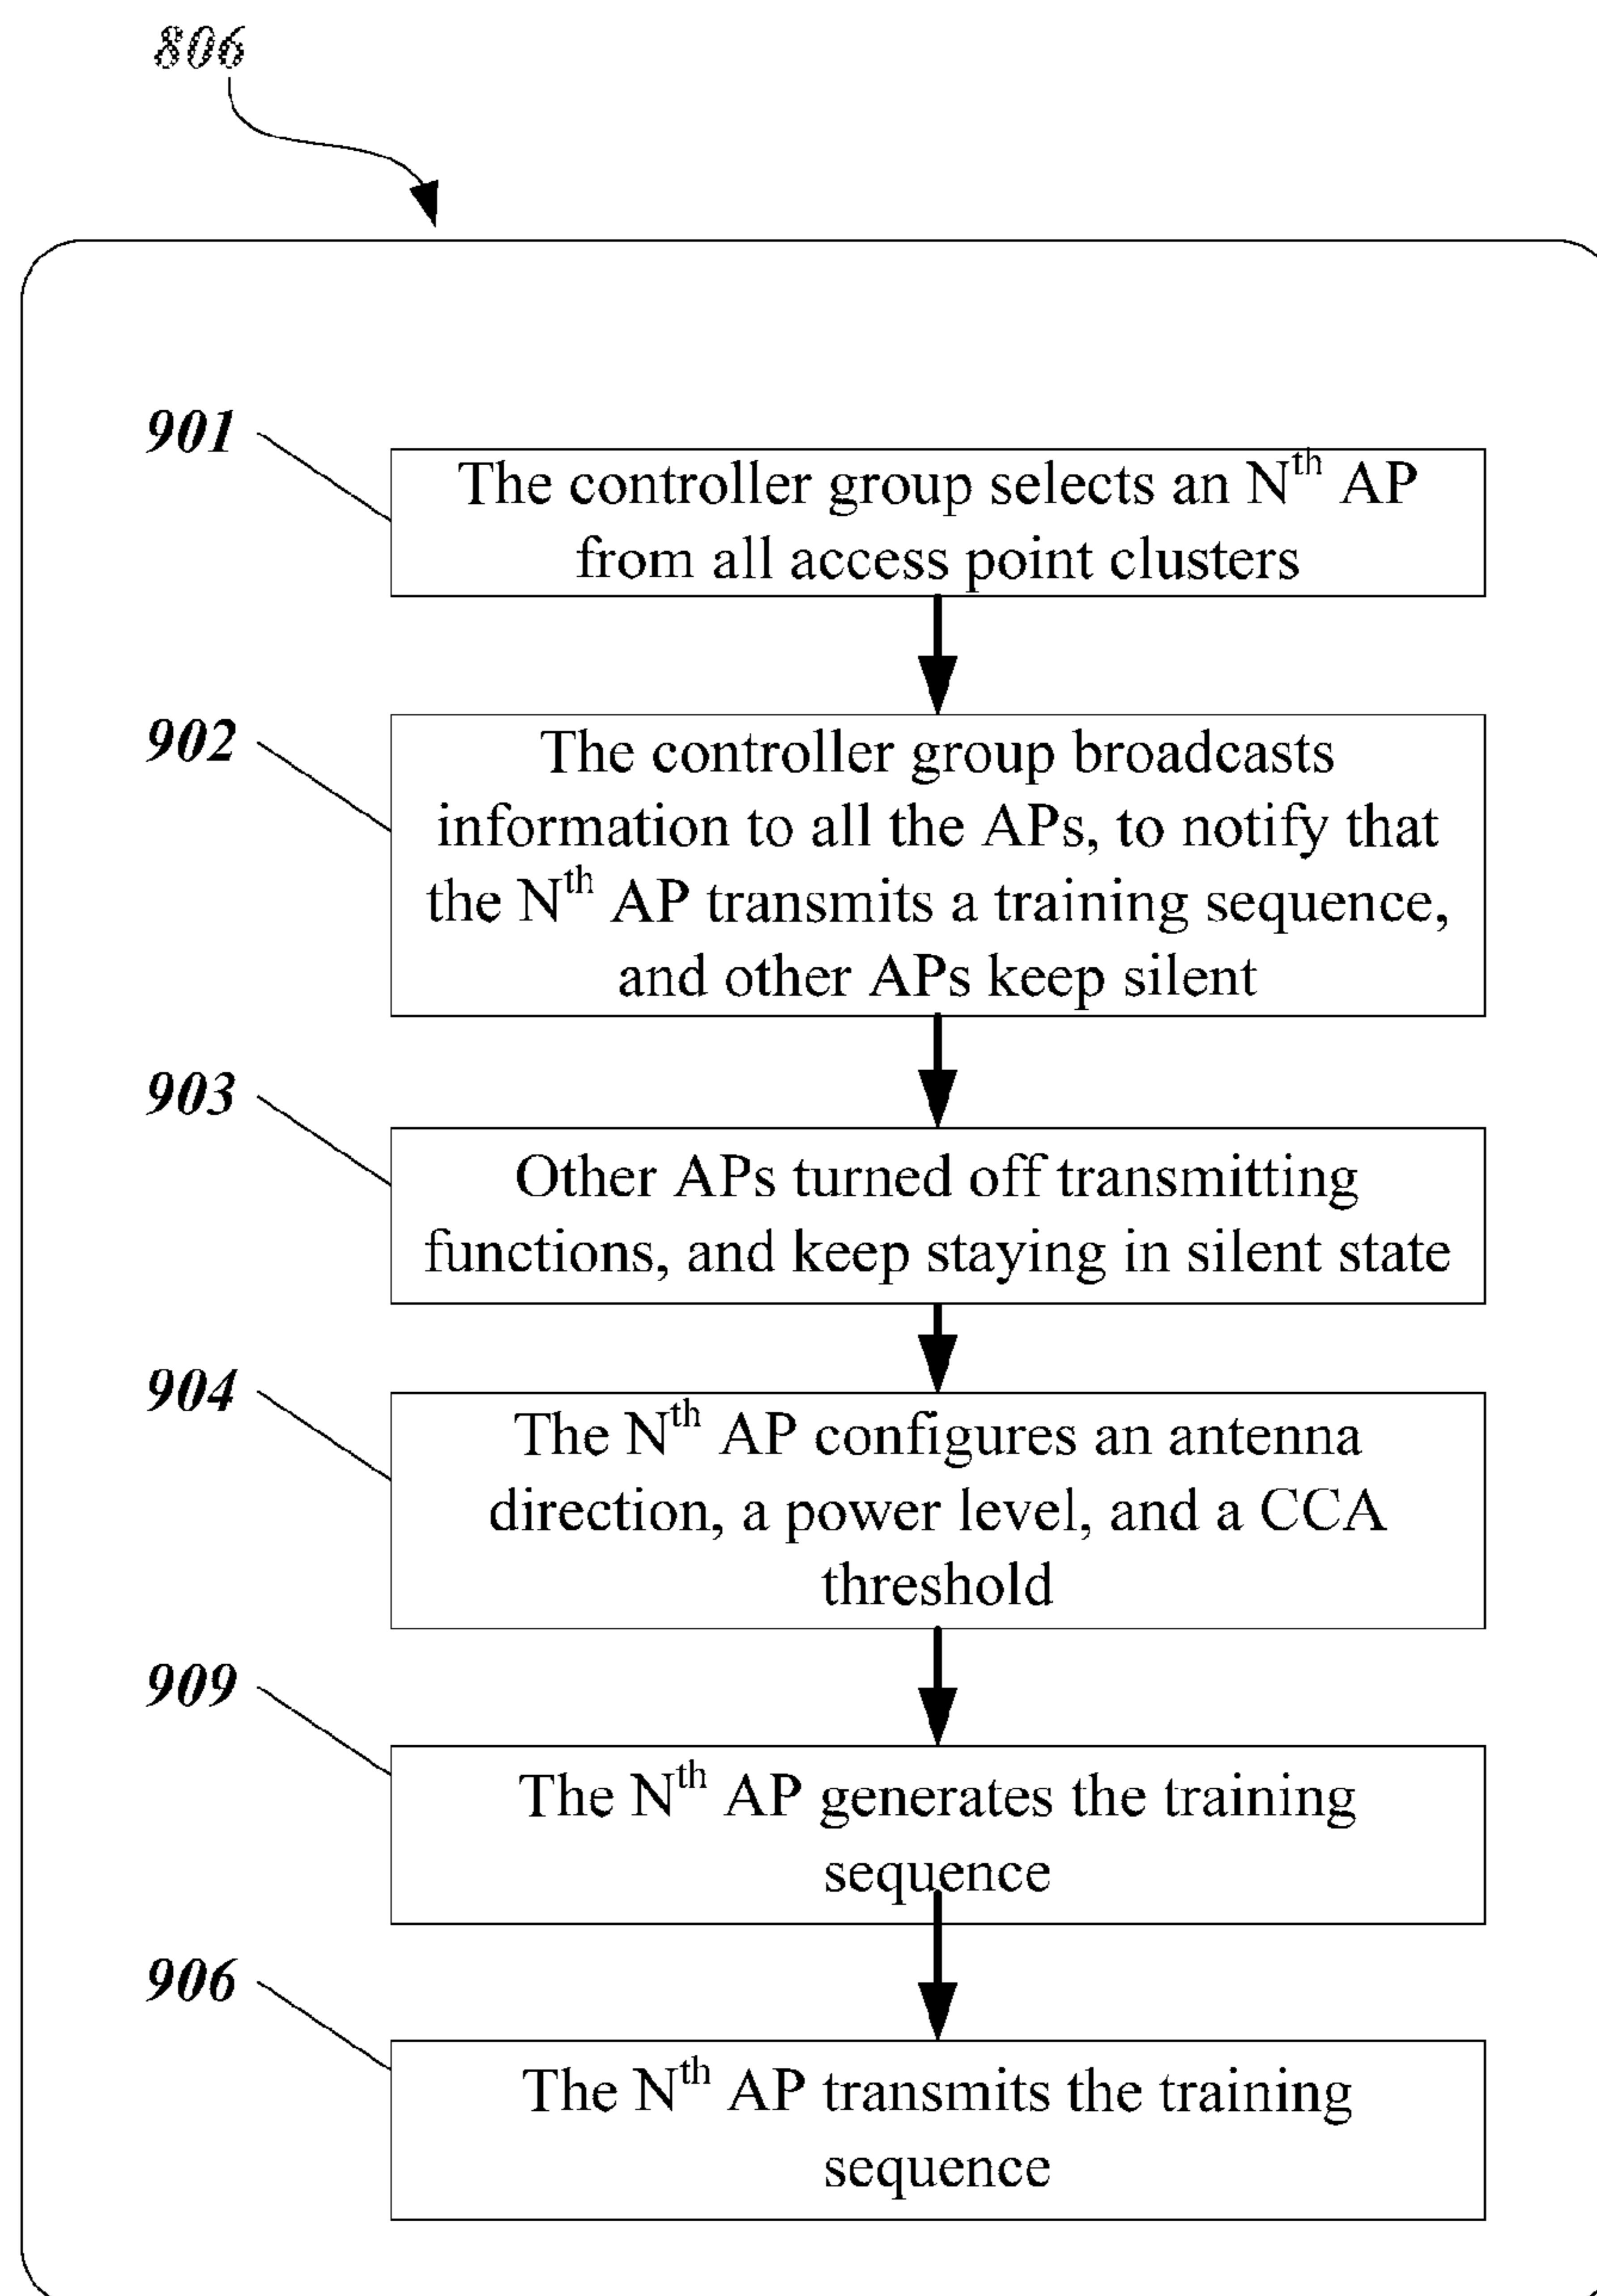 806
901
The controller group selects an Nth AP
from all access point clusters
902
The controller group broadcasts
information to all the APs, to notify that
the Nth AP transmits a training sequence,
and other APs keep silent
903
Other APs turned off transmitting
functions, and keep staying in silent state
904
The Nth AP configures an antenna
direction, a power level, and a CCA
threshold
909
The Nth AP generates the training
sequence
906
The Nth AP transmits the training
sequence